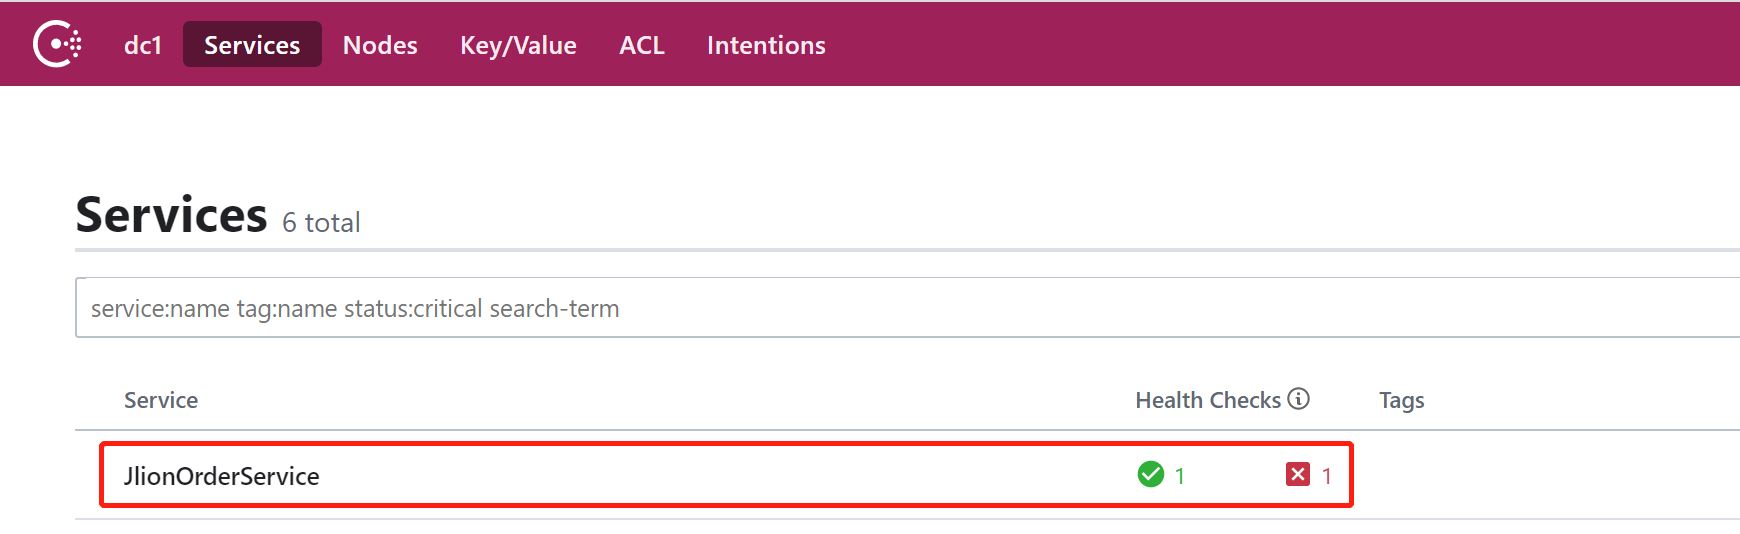 dc1 Services Nodes Key/Value ACL Intentions
Services 6 total
service:name tag:name status:critical search-term
Service Health Checks Tags
JlionOrderService 1 1